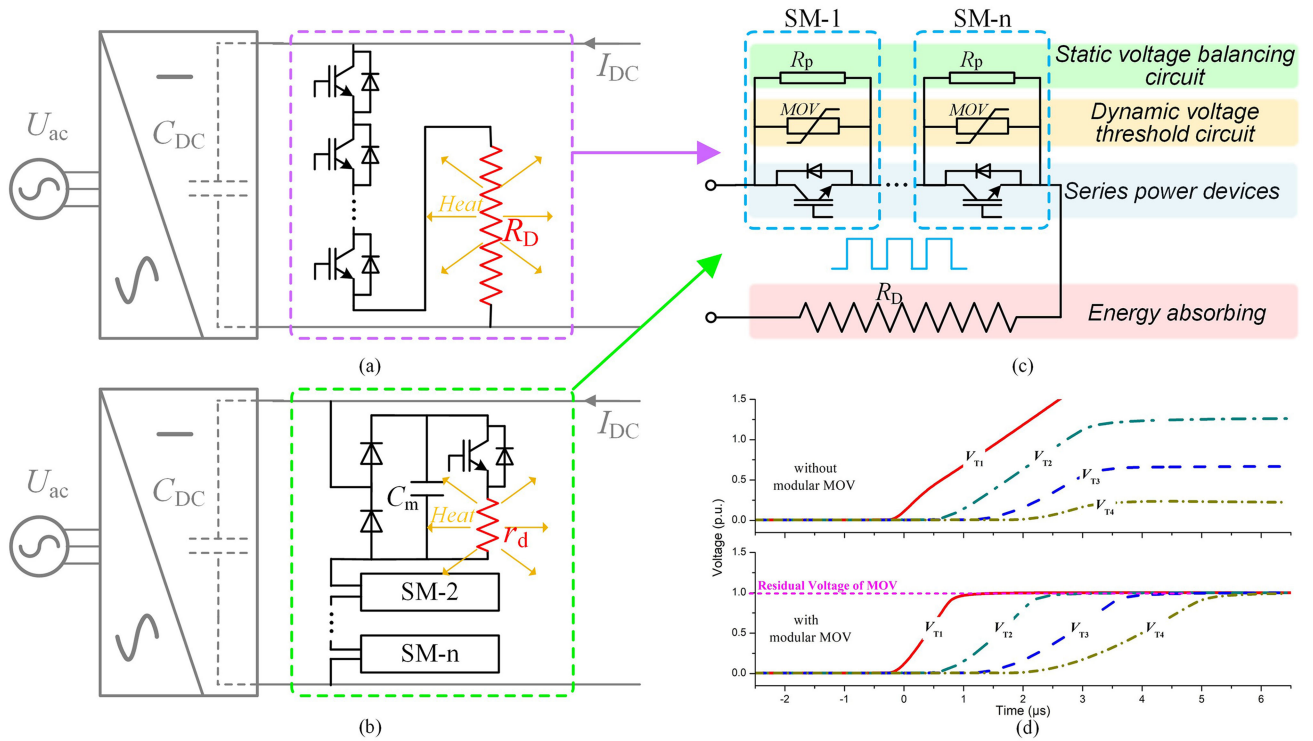 U_ac
C_DC
I_DC
Heat
R_D
(a)
U_ac
C_DC
I_DC
C_m
Heat
r_d
SM-2
SM-n
(b)
SM-1
SM-n
R_p
R_p
Static voltage balancing
circuit
MOV
MOV
Dynamic voltage
threshold circuit
Series power devices
R_D
Energy absorbing
(c)
Voltage (p.u.)
1.5
1.0
0.5
0.0
without
modular MOV
V_T1
V_T2
V_T3
V_T4
1.5
1.0
0.5
0.0
Residual Voltage of MOV
with
modular MOV
V_T1
V_T2
V_T3
V_T4
-2
-1
0
1
2
3
4
5
6
Time (μs)
(d)